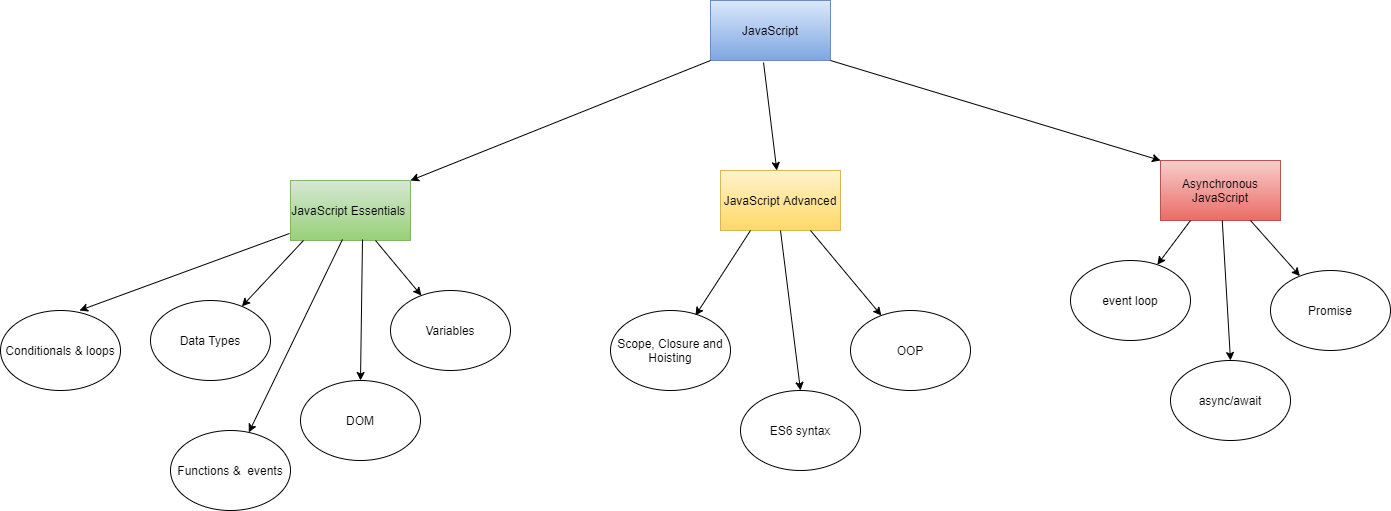 JavaScript
JavaScript Essentials
JavaScript Advanced
Asynchronous
JavaScript
Conditionals & loops
Data Types
Functions & events
DOM
Variables
Scope, Closure and
Hoisting
ES6 syntax
OOP
event loop
async/await
Promise